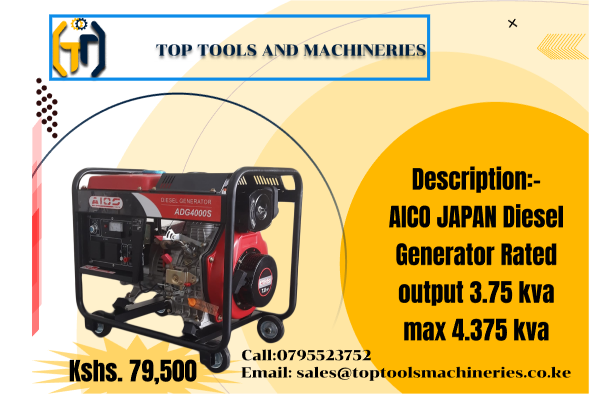 TOP TOOLS AND MACHINERIES
Description:-
AICO JAPAN Diesel
Generator Rated
output 3.75 kva
max 4.375 kva
DIESEL GENERATOR
ADG4000S
Kshs. 79,500
Call:0795523752
Email: sales@toptoolsmachineries.co.ke